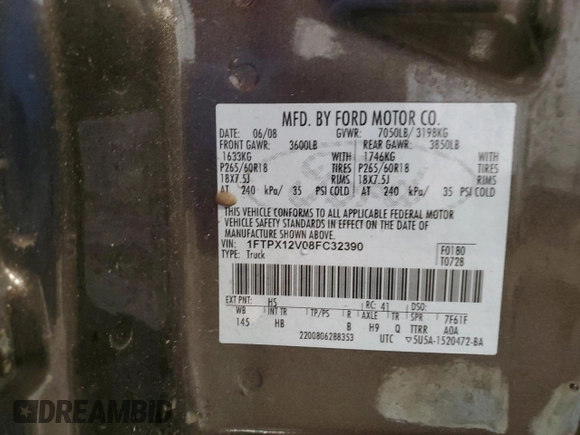 MFD. BY FORD MOTOR CO.
DATE: 06/08 GVWR: 7050LB/ 3198KG
FRONT GAWR: 3600LB REAR GAWR: 3850LB
1633KG WITH 1746KG WITH
P265/60R18 TIRES P265/60R18 TIRES
18X7.5J RIMS 18X7.5J RIMS
AT 240 kPa/ 35 PSI COLD AT 240 kPa/ 35 PSI COLD
THIS VEHICLE CONFORMS TO ALL APPLICABLE FEDERAL MOTOR
VEHICLE SAFETY STANDARDS IN EFFECT ON THE DATE OF
MANUFACTURE SHOWN ABOVE.
VIN: 1FTPX12V08FC32390 F0180
TYPE: Truck T0728
EXT PNT: HS RC: 41 DSO:
WB INT TR TP/PS R AXLE TR SPR 7F61F
145 HB B H9 Q TTRR A0A
2200806288353 UTC ▽5U5A-1520472-BA
DREAMBID